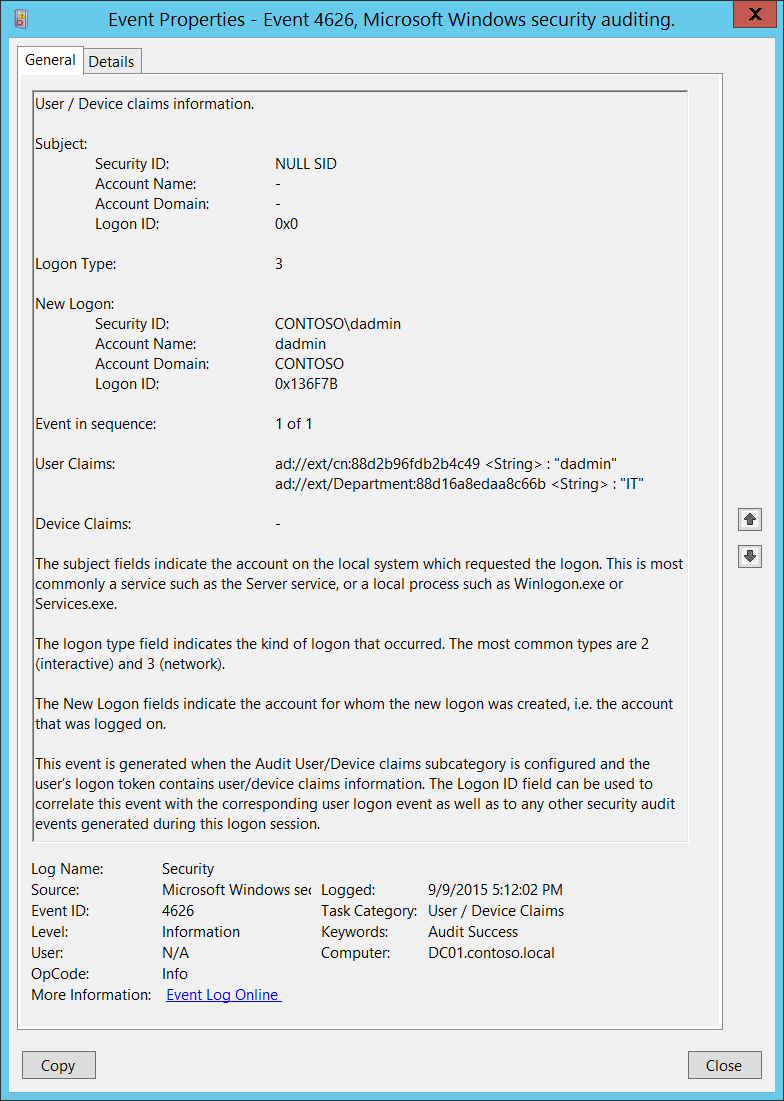 Event Properties - Event 4626, Microsoft Windows security auditing.
X
General Details
User / Device claims information.
Subject:
Security ID: NULL SID
Account Name: -
Account Domain: -
Logon ID: 0x0
Logon Type: 3
New Logon:
Security ID: CONTOSO\dadmin
Account Name: dadmin
Account Domain: CONTOSO
Logon ID: 0x136F7B
Event in sequence: 1 of 1
User Claims: ad://ext/cn:88d2b96fdb2b4c49 <String> : "dadmin"
ad://ext/Department:88d16a8edaa8c66b <String> : "IT"
Device Claims: -
The subject fields indicate the account on the local system which requested the logon. This is most
commonly a service such as the Server service, or a local process such as Winlogon.exe or
Services.exe.
The logon type field indicates the kind of logon that occurred. The most common types are 2
(interactive) and 3 (network).
The New Logon fields indicate the account for whom the new logon was created, i.e. the account
that was logged on.
This event is generated when the Audit User/Device claims subcategory is configured and the
user's logon token contains user/device claims information. The Logon ID field can be used to
correlate this event with the corresponding user logon event as well as to any other security audit
events generated during this logon session.
Log Name: Security
Source: Microsoft Windows sec Logged: 9/9/2015 5:12:02 PM
Event ID: 4626 Task Category: User / Device Claims
Level: Information Keywords: Audit Success
User: N/A Computer: DC01.contoso.local
OpCode: Info
More Information: Event Log Online
Copy Close